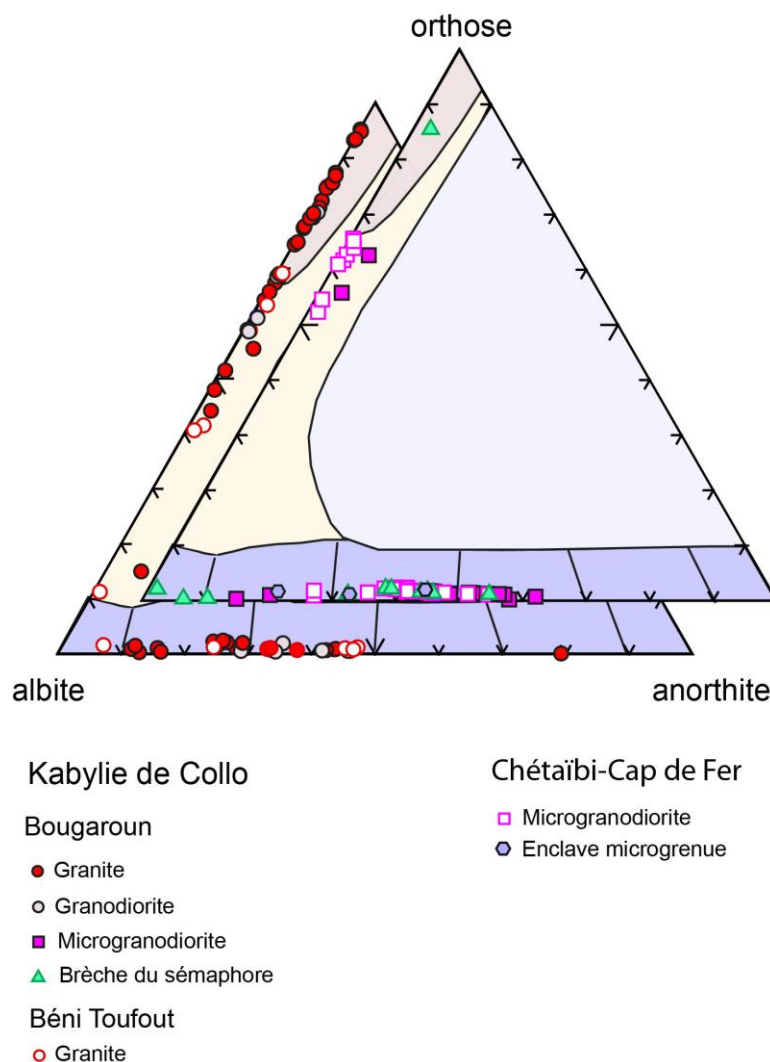 orthose
albite
anorthite
Kabylie de Collo
Bougaroun
Granite
Granodiorite
Microgranodiorite
Brèche du sémaphore
Béni Toufout
Granite
Chétaïbi-Cap de Fer
Microgranodiorite
Enclave microgrenue